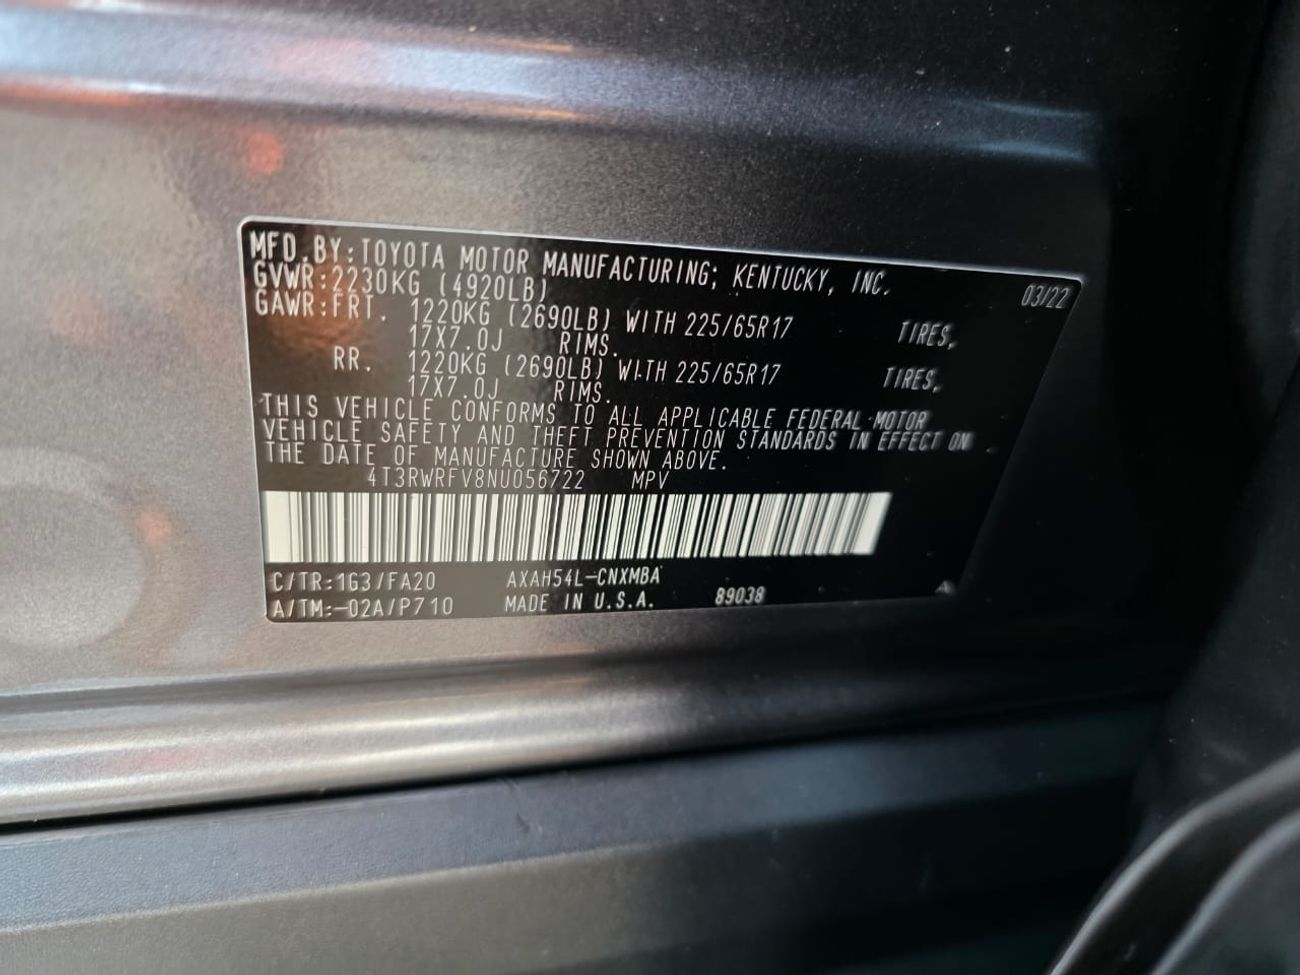 MFD.BY:TOYOTA MOTOR MANUFACTURING; KENTUCKY, INC.
GVWR:2230KG (4920LB) 03/22
GAWR:FRT. 1220KG (2690LB) WITH 225/65R17 TIRES,
17X7.0J RIMS.
RR. 1220KG (2690LB) WITH 225/65R17 TIRES,
17X7.0J RIMS.
THIS VEHICLE CONFORMS TO ALL APPLICABLE FEDERAL MOTOR
VEHICLE SAFETY AND THEFT PREVENTION STANDARDS IN EFFECT ON
THE DATE OF MANUFACTURE SHOWN ABOVE.
4T3RWRFV8NU056722 MPV
C/TR:1G3/FA20 AXAH54L-CNXMBA
A/TM:-02A/P710 MADE IN U.S.A. 89038